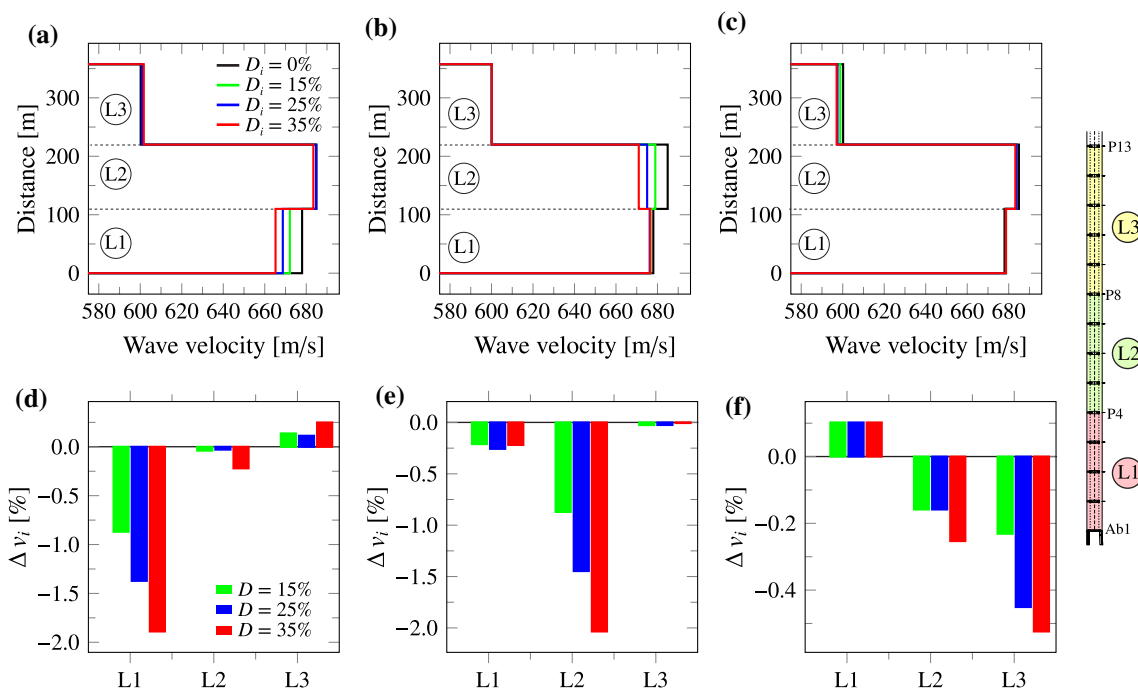 (a)
(b)
(c)
D_i = 0%
D_i = 15%
D_i = 25%
D_i = 35%
Distance [m]
300
200
100
0
L3
L2
L1
580 600 620 640 660 680
Wave velocity [m/s]
Distance [m]
300
200
100
0
L3
L2
L1
580 600 620 640 660 680
Wave velocity [m/s]
Distance [m]
300
200
100
0
L3
L2
L1
580 600 620 640 660 680
Wave velocity [m/s]
P13
L3
P8
L2
P4
L1
Ab1
(d)
(e)
(f)
Δ v_i [%]
0.0
−0.5
−1.0
−1.5
−2.0
D = 15%
D = 25%
D = 35%
L1 L2 L3
Δ v_i [%]
0.0
−0.5
−1.0
−1.5
−2.0
L1 L2 L3
Δ v_i [%]
0.0
−0.2
−0.4
L1 L2 L3